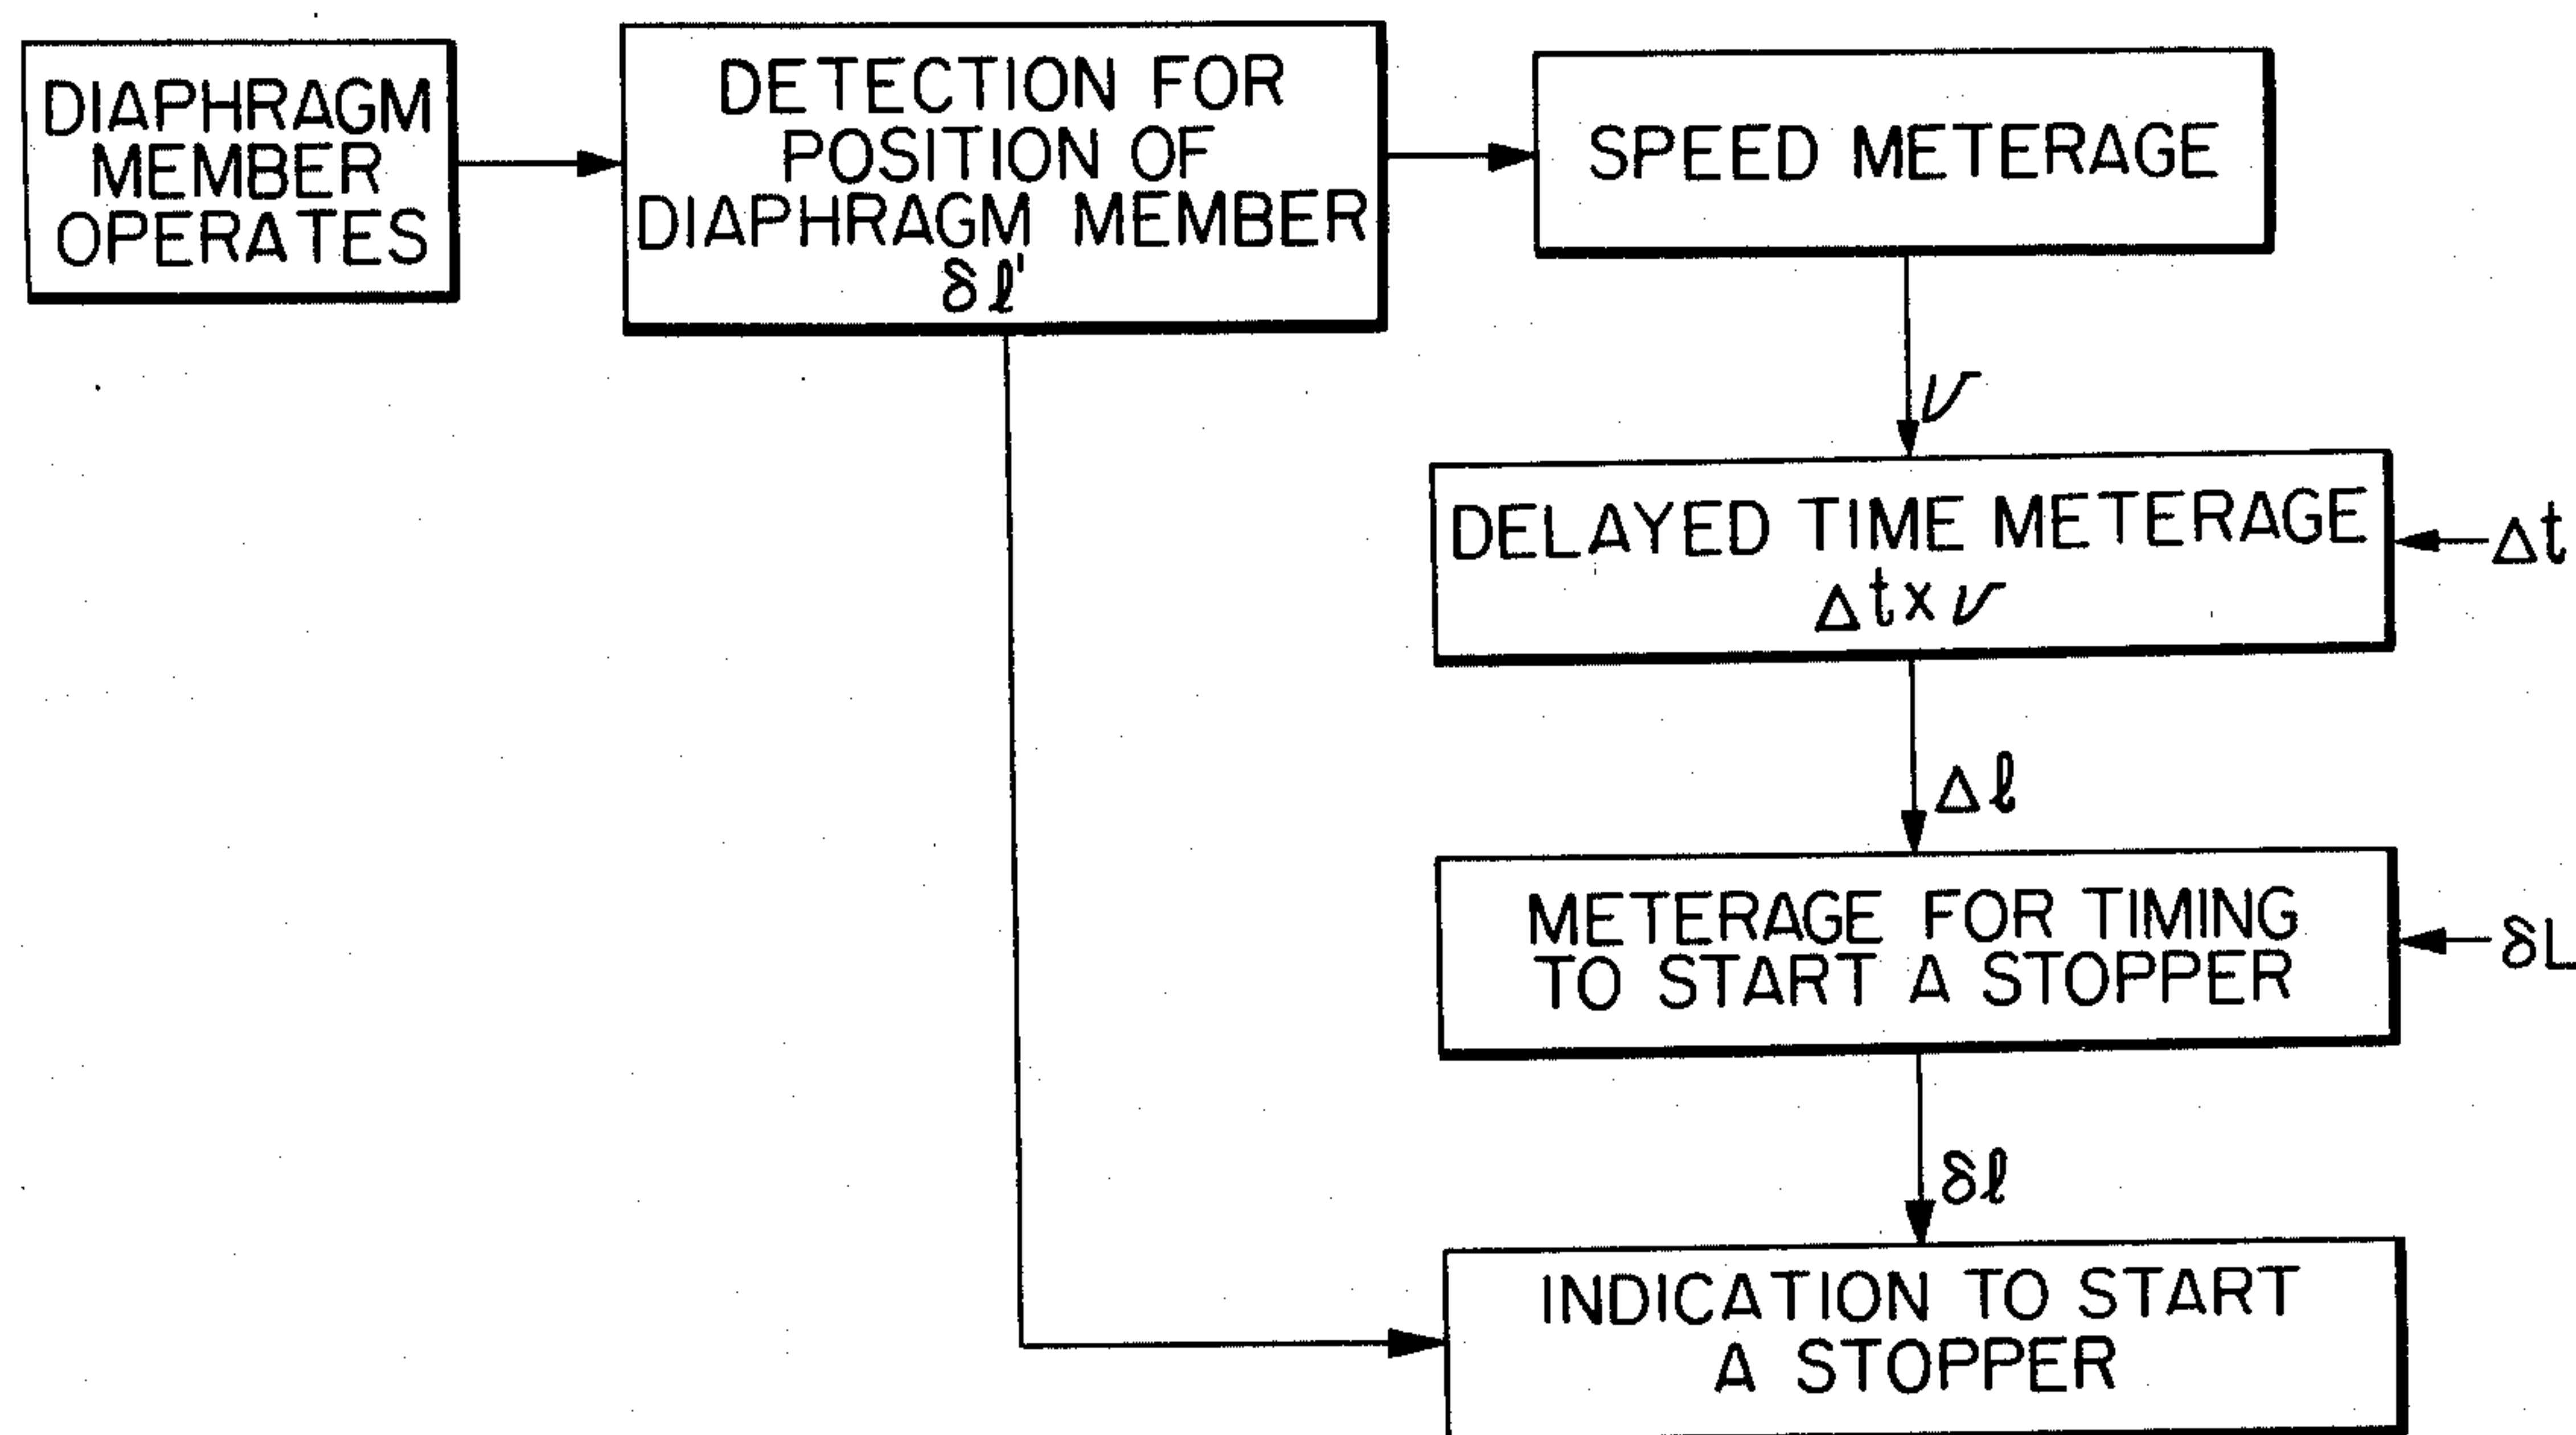 DIAPHRAGM
MEMBER
OPERATES
DETECTION FOR
POSITION OF
DIAPHRAGM MEMBER
δℓ'
SPEED METERAGE
v
DELAYED TIME METERAGE
Δt x v
Δt
Δℓ
METERAGE FOR TIMING
TO START A STOPPER
δL
δℓ
INDICATION TO START
A STOPPER